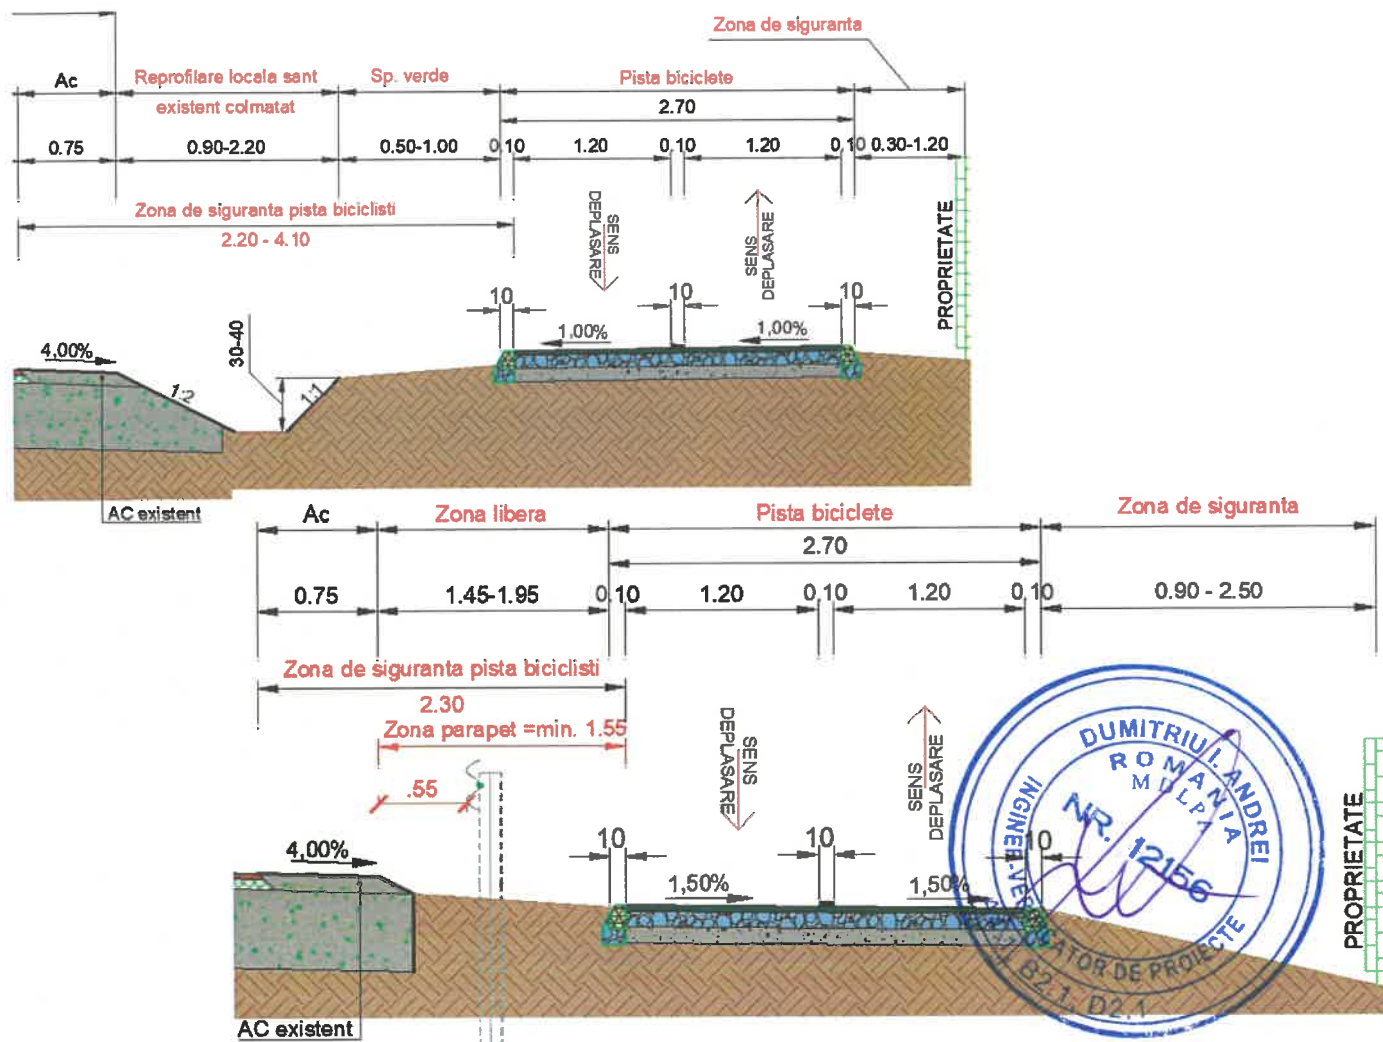 Zona de siguranta
Ac
Reprofilare locala sant
existent colmatat
Sp. verde
Pista biciclete
2.70
0.75
0.90-2.20
0.50-1.00
0.10
1.20
0.10
1.20
0.10
0.30-1.20
Zona de siguranta pista biciclisti
2.20 - 4.10
SENS
DEPLASARE
SENS
DEPLASARE
PROPRIETATE
10
10
10
1,00%
1,00%
4,00%
30-40
1:2
1:1
AC existent
Ac
Zona libera
Pista biciclete
Zona de siguranta
2.70
0.75
1.45-1.95
0.10
1.20
0.10
1.20
0.10
0.90 - 2.50
Zona de siguranta pista biciclisti
2.30
Zona parapet =min. 1.55
.55
SENS
DEPLASARE
SENS
DEPLASARE
PROPRIETATE
10
10
10
4,00%
1,50%
1,50%
AC existent
DUMITRIU I. ANDREI
ROMANIA
MDLPA
NR. 12156
B2.1, D2.1